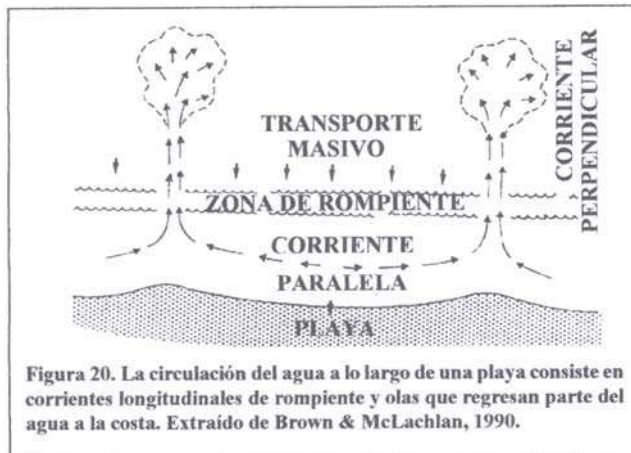 TRANSPORTE
MASIVO
CORRIENTE
PERPENDICULAR
ZONA DE ROMPIENTE
CORRIENTE
PARALELA
PLAYA
Figura 20. La circulación del agua a lo largo de una playa consiste en
corrientes longitudinales de rompiente y olas que regresan parte del
agua a la costa. Extraído de Brown & McLachlan, 1990.